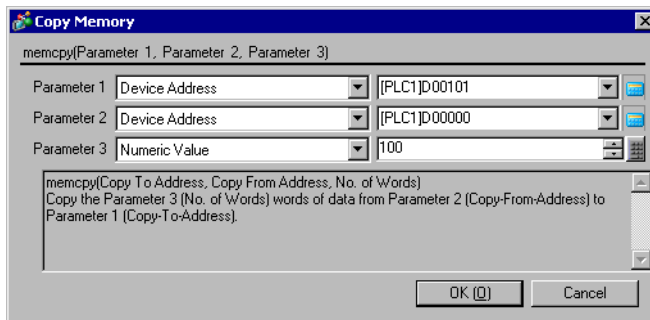 Copy Memory
memcpy(Parameter 1, Parameter 2, Parameter 3)
Parameter 1 Device Address [PLC1]D00101
Parameter 2 Device Address [PLC1]D00000
Parameter 3 Numeric Value 100
memcpy(Copy To Address, Copy From Address, No. of Words)
Copy the Parameter 3 (No. of Words) words of data from Parameter 2 (Copy-From-Address) to
Parameter 1 (Copy-To-Address).
OK (O) Cancel